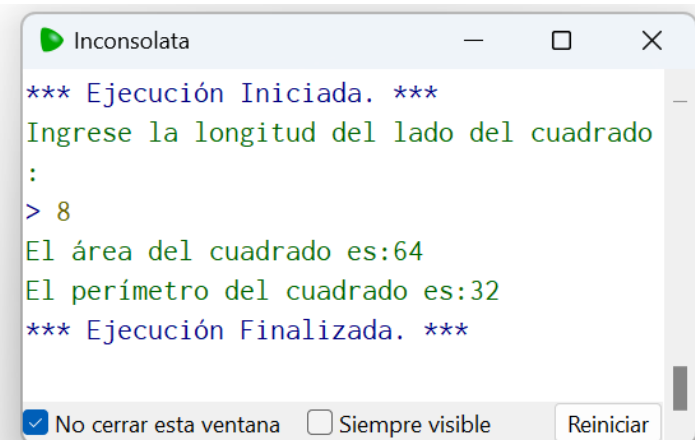 Inconsolata
*** Ejecución Iniciada. ***
Ingrese la longitud del lado del cuadrado
:
> 8
El área del cuadrado es:64
El perímetro del cuadrado es:32
*** Ejecución Finalizada. ***
No cerrar esta ventana Siempre visible Reiniciar